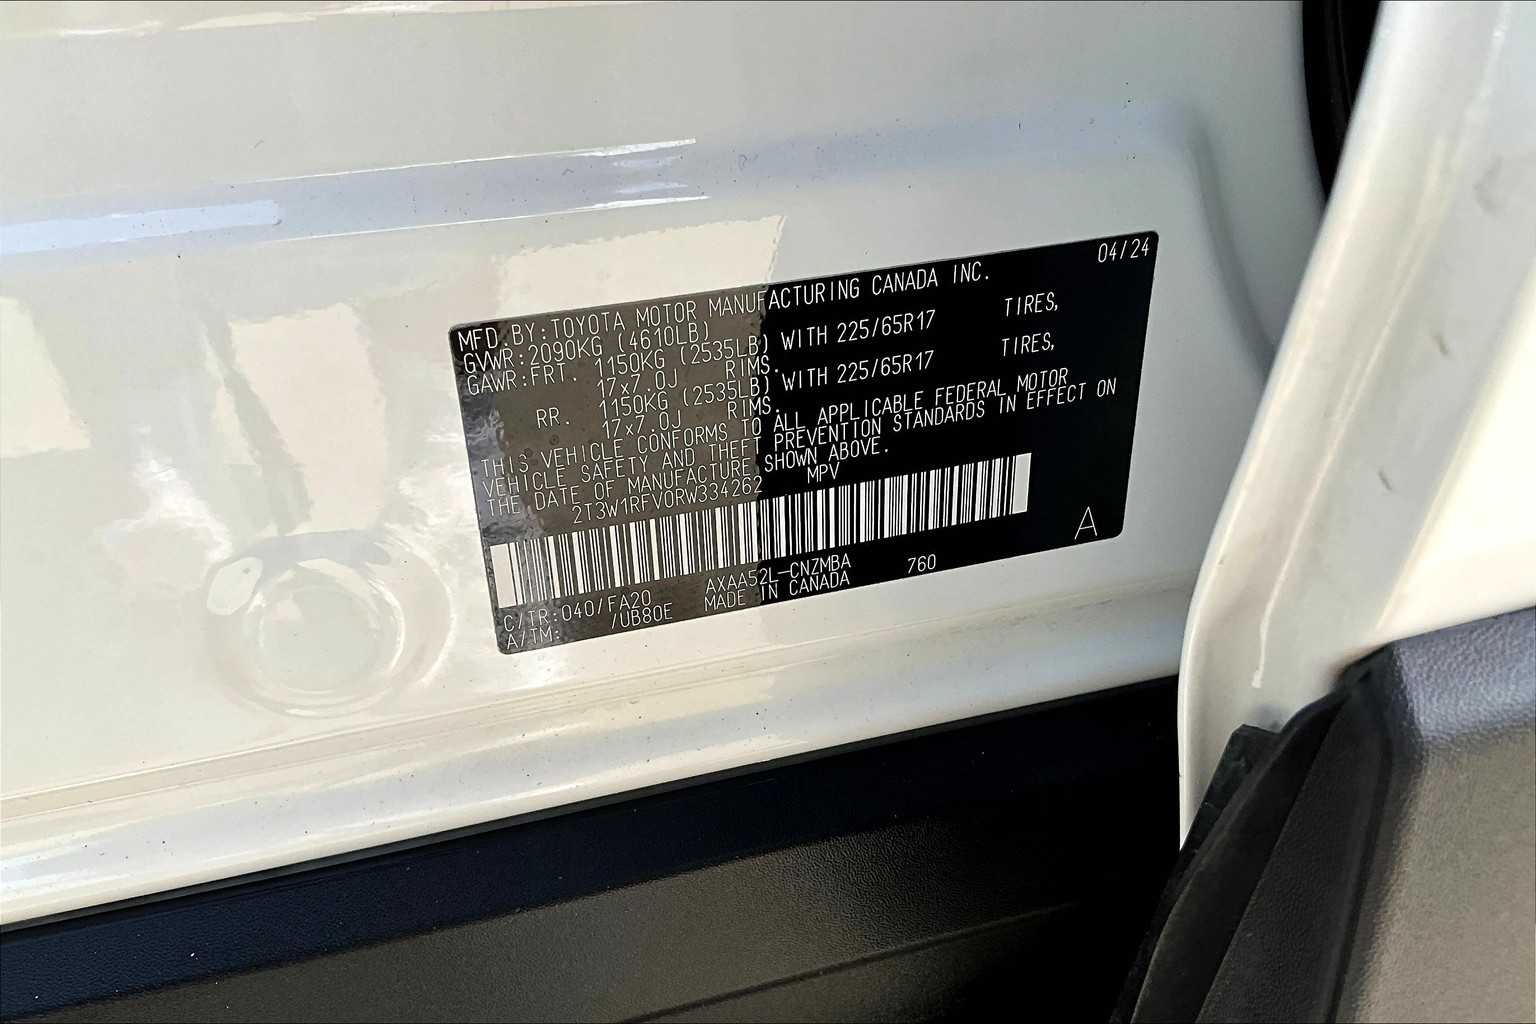 04/24
MFD.BY:TOYOTA MOTOR MANUFACTURING CANADA INC.
GVWR:2090KG (4610LB)
GAWR:FRT. 1150KG (2535LB) WITH 225/65R17 TIRES,
17x7.0J RIMS.
RR. 1150KG (2535LB) WITH 225/65R17 TIRES,
17x7.0J RIMS.
THIS VEHICLE CONFORMS TO ALL APPLICABLE FEDERAL MOTOR
VEHICLE SAFETY AND THEFT PREVENTION STANDARDS IN EFFECT ON
THE DATE OF MANUFACTURE SHOWN ABOVE.
2T3W1RFV0RW334262 MPV
A
C/TR:040/FA20 AXAA52L-CNZMBA 760
A/TM: /UB80E MADE IN CANADA